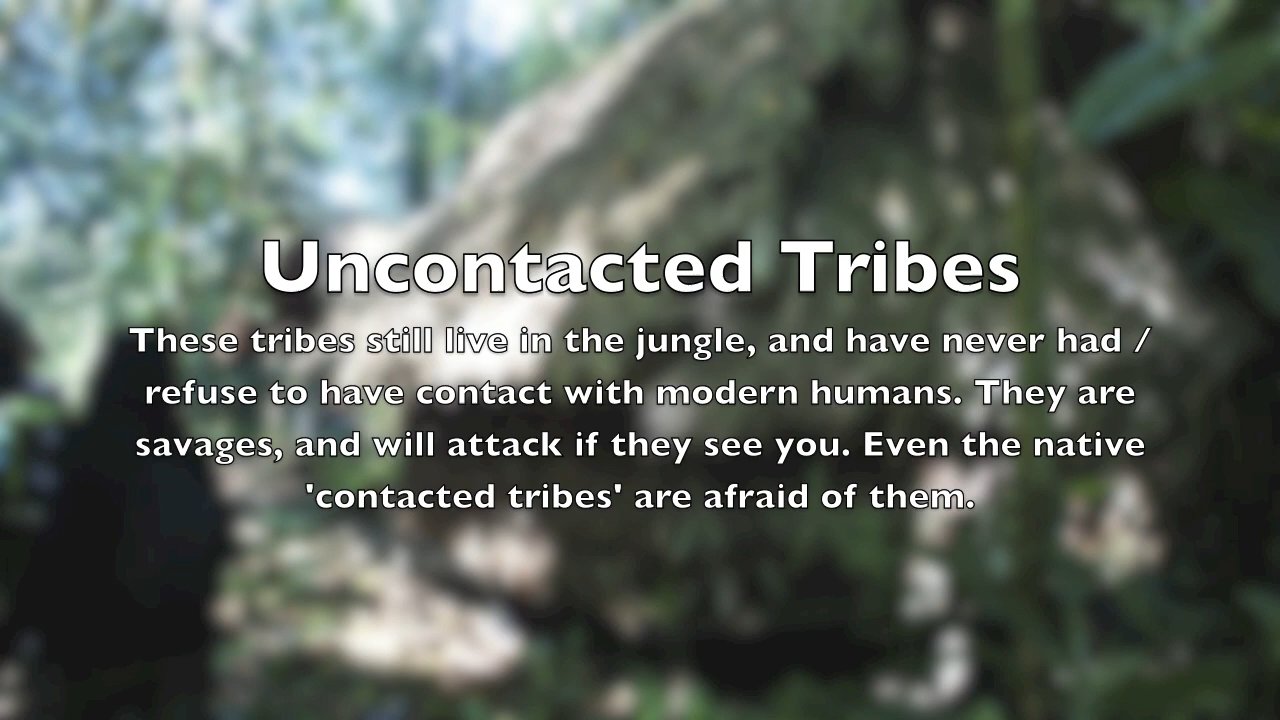 Uncontacted Tribes
These tribes still live in the jungle, and have never had /
refuse to have contact with modern humans. They are
savages, and will attack if they see you. Even the native
'contacted tribes' are afraid of them.